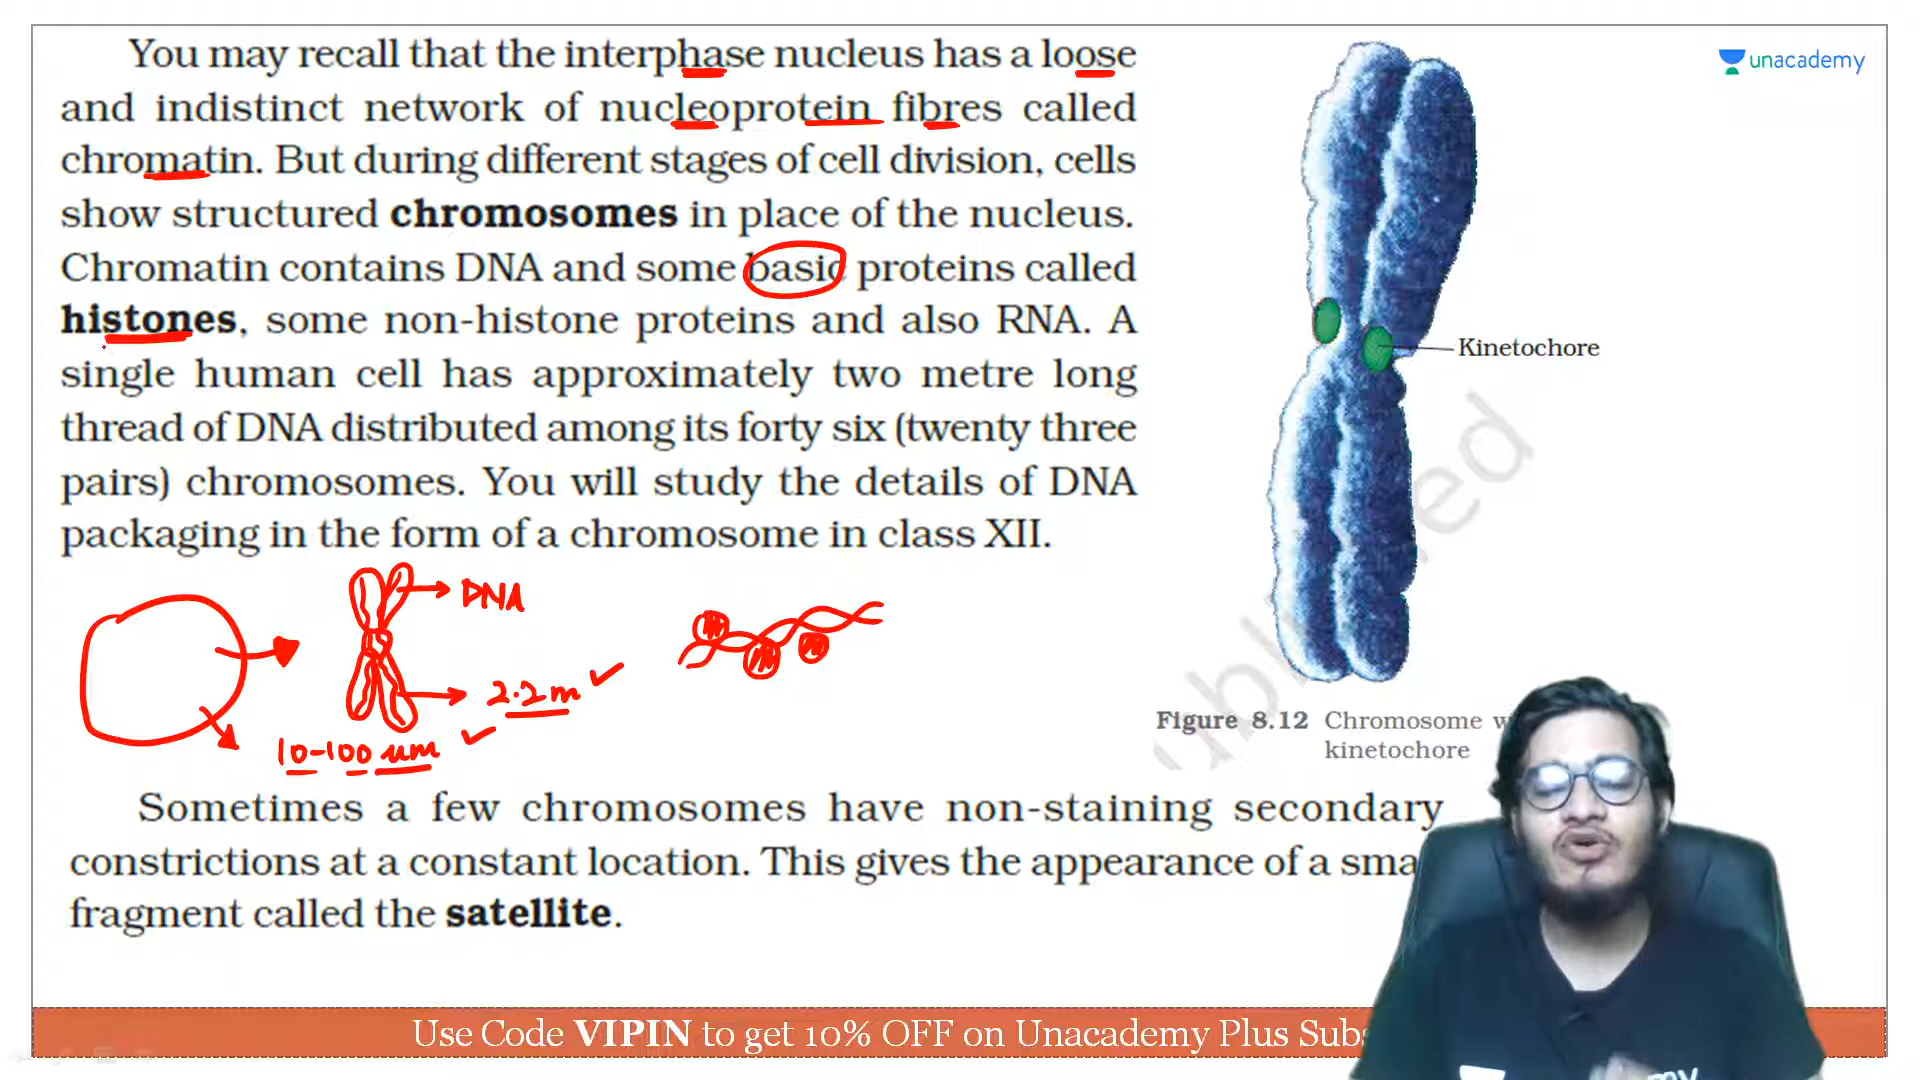 You may recall that the interphase nucleus has a loose
and indistinct network of nucleoprotein fibres called
chromatin. But during different stages of cell division, cells
show structured chromosomes in place of the nucleus.
Chromatin contains DNA and some basic proteins called
histones, some non-histone proteins and also RNA. A
single human cell has approximately two metre long
thread of DNA distributed among its forty six (twenty three
pairs) chromosomes. You will study the details of DNA
packaging in the form of a chromosome in class XII.
unacademy
Kinetochore
DNA
2.2m
10-100 um
Figure 8.12 Chromosome w
kinetochore
Sometimes a few chromosomes have non-staining secondary
constrictions at a constant location. This gives the appearance of a sma
fragment called the satellite.
Use Code VIPIN to get 10% OFF on Unacademy Plus Subs